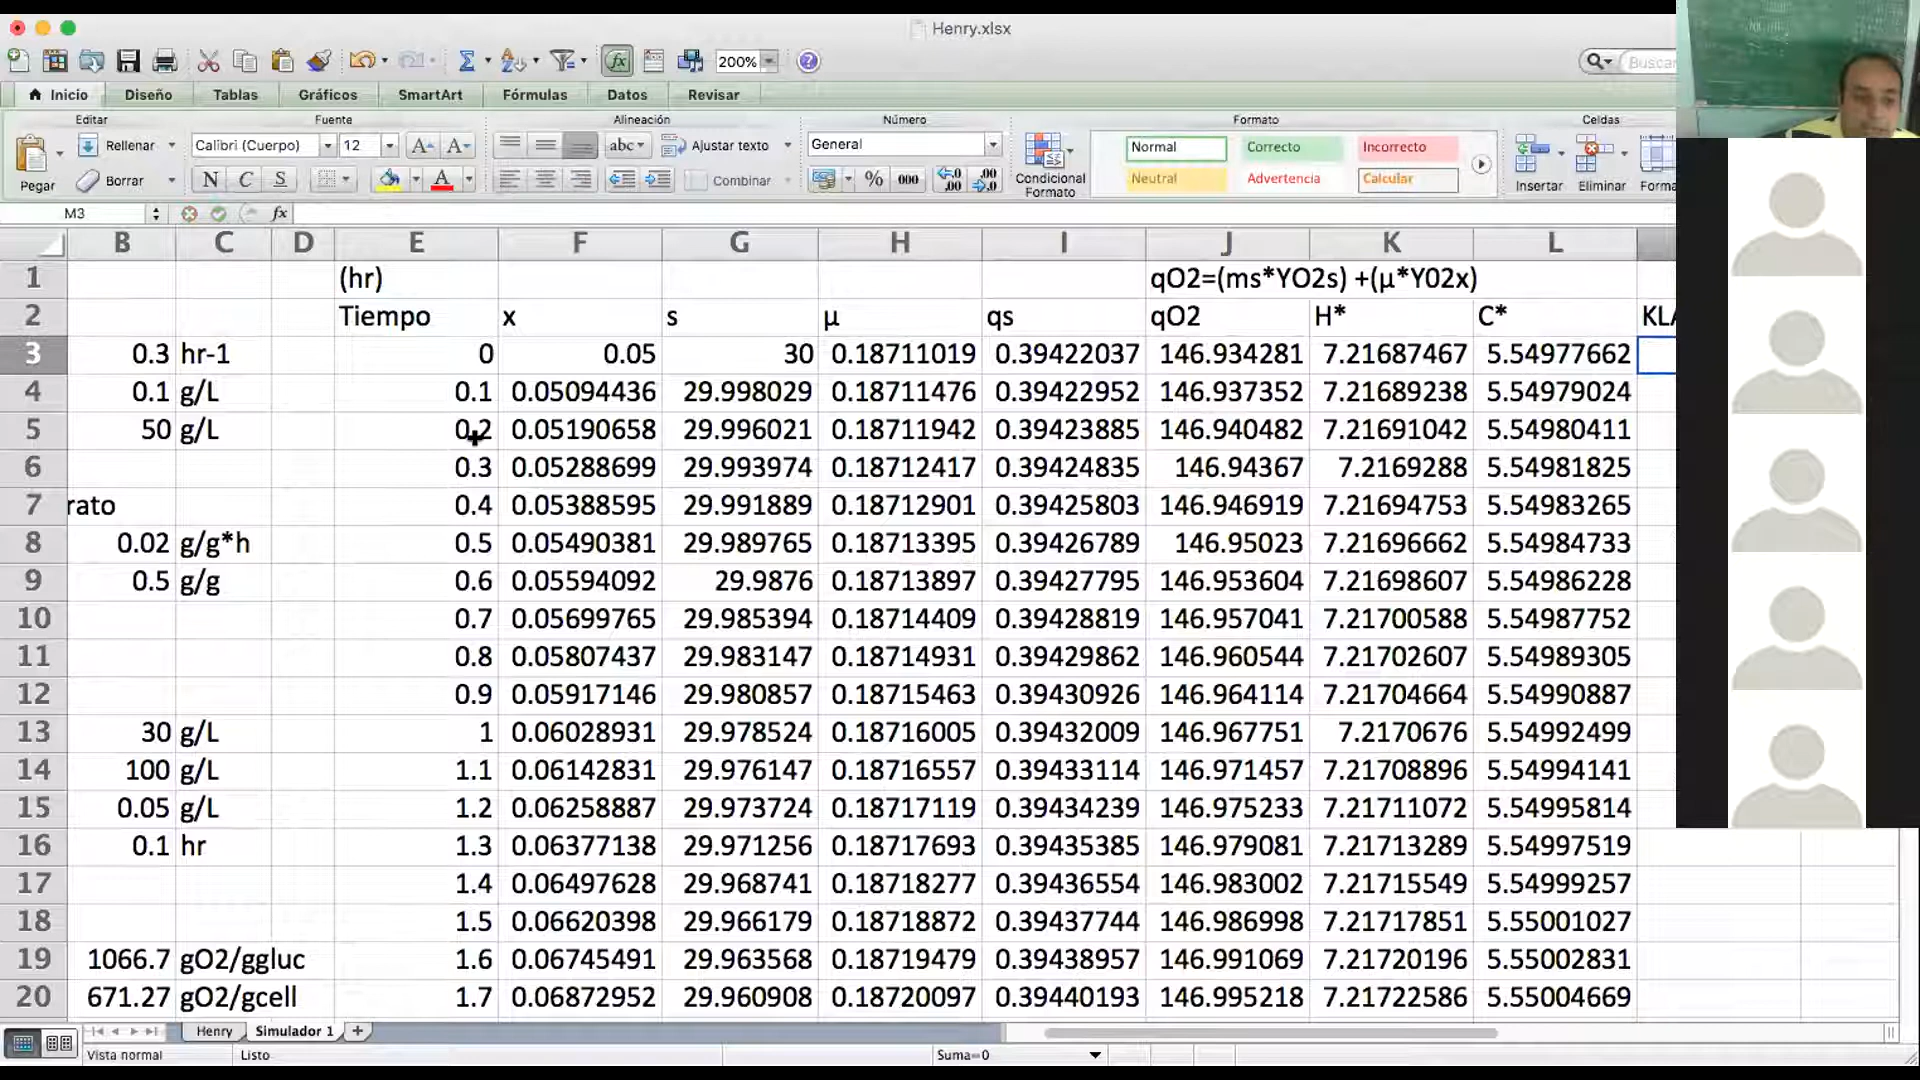 Henry.xlsx
200%
Buscar
Inicio Diseño Tablas Gráficos SmartArt Fórmulas Datos Revisar
Editar Fuente Alineación Número Formato Celdas
Pegar Rellenar Borrar Calibri (Cuerpo) 12 A A N C S A abc Ajustar texto Combinar General % 000 Condicional Formato Normal Correcto Incorrecto Neutral Advertencia Calcular Insertar Eliminar
M3 fx
B C D E F G H I J K L
1 (hr) qO2=(ms*YO2s) +(µ*Y02x)
2 Tiempo x s µ qs qO2 H* C*
3 0.3 hr-1 0 0.05 30 0.18711019 0.39422037 146.934281 7.21687467 5.54977662
4 0.1 g/L 0.1 0.05094436 29.998029 0.18711476 0.39422952 146.937352 7.21689238 5.54979024
5 50 g/L 0.2 0.05190658 29.996021 0.18711942 0.39423885 146.940482 7.21691042 5.54980411
6 0.3 0.05288699 29.993974 0.18712417 0.39424835 146.94367 7.2169288 5.54981825
7 rato 0.4 0.05388595 29.991889 0.18712901 0.39425803 146.946919 7.21694753 5.54983265
8 0.02 g/g*h 0.5 0.05490381 29.989765 0.18713395 0.39426789 146.95023 7.21696662 5.54984733
9 0.5 g/g 0.6 0.05594092 29.9876 0.18713897 0.39427795 146.953604 7.21698607 5.54986228
10 0.7 0.05699765 29.985394 0.18714409 0.39428819 146.957041 7.21700588 5.54987752
11 0.8 0.05807437 29.983147 0.18714931 0.39429862 146.960544 7.21702607 5.54989305
12 0.9 0.05917146 29.980857 0.18715463 0.39430926 146.964114 7.21704664 5.54990887
13 30 g/L 1 0.06028931 29.978524 0.18716005 0.39432009 146.967751 7.2170676 5.54992499
14 100 g/L 1.1 0.06142831 29.976147 0.18716557 0.39433114 146.971457 7.21708896 5.54994141
15 0.05 g/L 1.2 0.06258887 29.973724 0.18717119 0.39434239 146.975233 7.21711072 5.54995814
16 0.1 hr 1.3 0.06377138 29.971256 0.18717693 0.39435385 146.979081 7.21713289 5.54997519
17 1.4 0.06497628 29.968741 0.18718277 0.39436554 146.983002 7.21715549 5.54999257
18 1.5 0.06620398 29.966179 0.18718872 0.39437744 146.986998 7.21717851 5.55001027
19 1066.7 gO2/ggluc 1.6 0.06745491 29.963568 0.18719479 0.39438957 146.991069 7.21720196 5.55002831
20 671.27 gO2/gcell 1.7 0.06872952 29.960908 0.18720097 0.39440193 146.995218 7.21722586 5.55004669
Henry Simulador 1
Vista normal Listo Suma=0